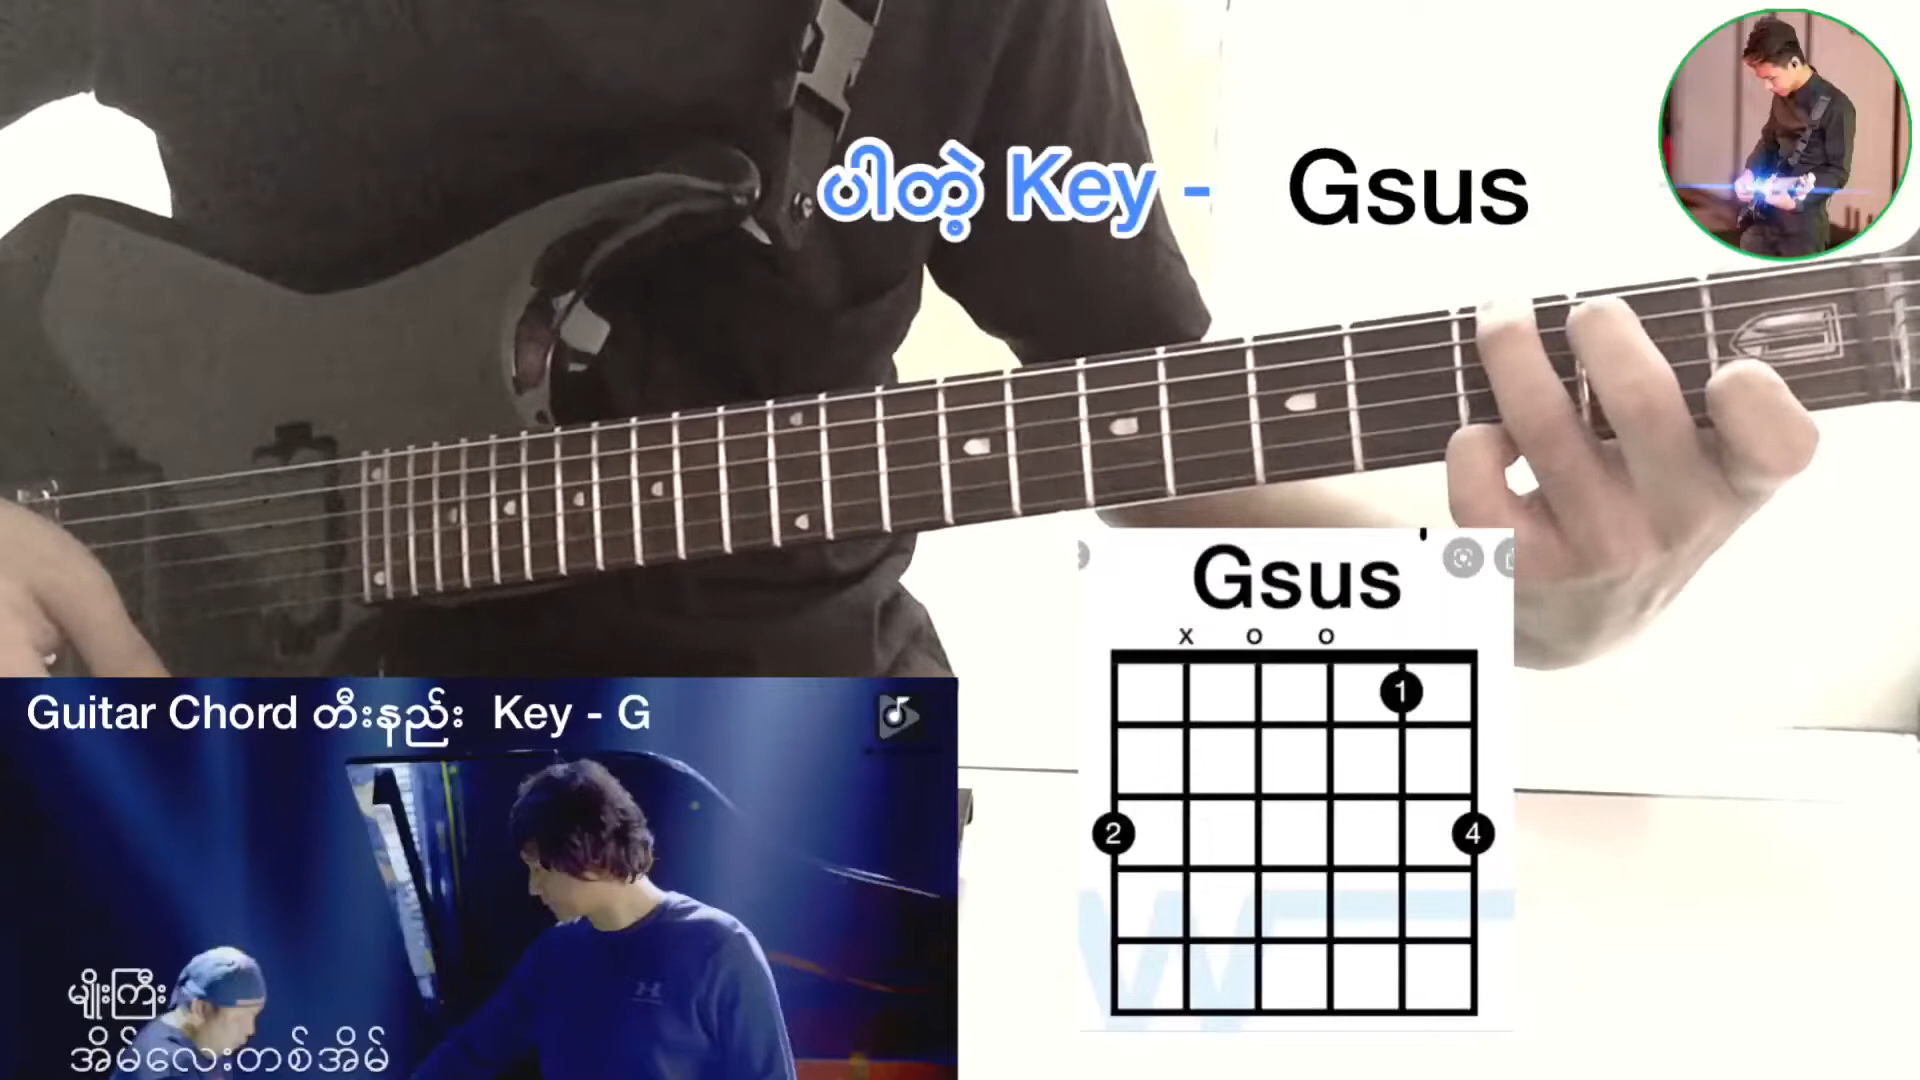 ပါတဲ့ Key - Gsus
Gsus
x o o
1
2 4
Guitar Chord တီးနည်း Key - G
မျိုးကြီး
အိမ်လေးတစ်အိမ်